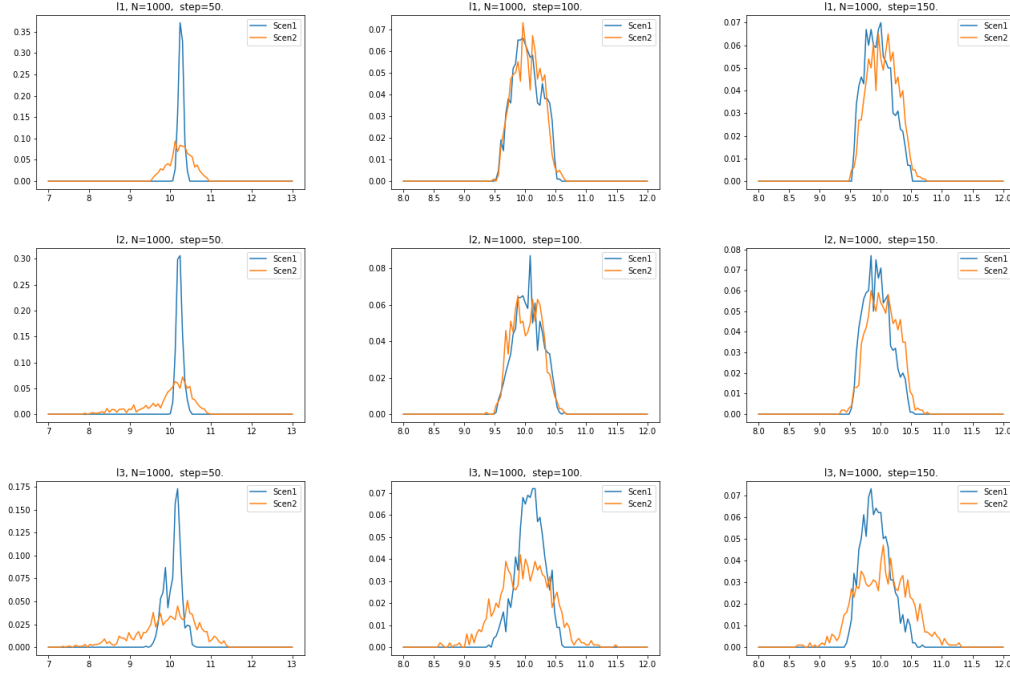 l1, N=1000,  step=50.
0.35
0.30
0.25
0.20
0.15
0.10
0.05
0.00
7 8 9 10 11 12 13
Scen1
Scen2
l1, N=1000,  step=100.
0.07
0.06
0.05
0.04
0.03
0.02
0.01
0.00
8.0 8.5 9.0 9.5 10.0 10.5 11.0 11.5 12.0
Scen1
Scen2
l1, N=1000,  step=150.
0.07
0.06
0.05
0.04
0.03
0.02
0.01
0.00
8.0 8.5 9.0 9.5 10.0 10.5 11.0 11.5 12.0
Scen1
Scen2
l2, N=1000,  step=50.
0.30
0.25
0.20
0.15
0.10
0.05
0.00
7 8 9 10 11 12 13
Scen1
Scen2
l2, N=1000,  step=100.
0.08
0.06
0.04
0.02
0.00
8.0 8.5 9.0 9.5 10.0 10.5 11.0 11.5 12.0
Scen1
Scen2
l2, N=1000,  step=150.
0.08
0.07
0.06
0.05
0.04
0.03
0.02
0.01
0.00
8.0 8.5 9.0 9.5 10.0 10.5 11.0 11.5 12.0
Scen1
Scen2
l3, N=1000,  step=50.
0.175
0.150
0.125
0.100
0.075
0.050
0.025
0.000
7 8 9 10 11 12 13
Scen1
Scen2
l3, N=1000,  step=100.
0.07
0.06
0.05
0.04
0.03
0.02
0.01
0.00
8.0 8.5 9.0 9.5 10.0 10.5 11.0 11.5 12.0
Scen1
Scen2
l3, N=1000,  step=150.
0.07
0.06
0.05
0.04
0.03
0.02
0.01
0.00
8.0 8.5 9.0 9.5 10.0 10.5 11.0 11.5 12.0
Scen1
Scen2